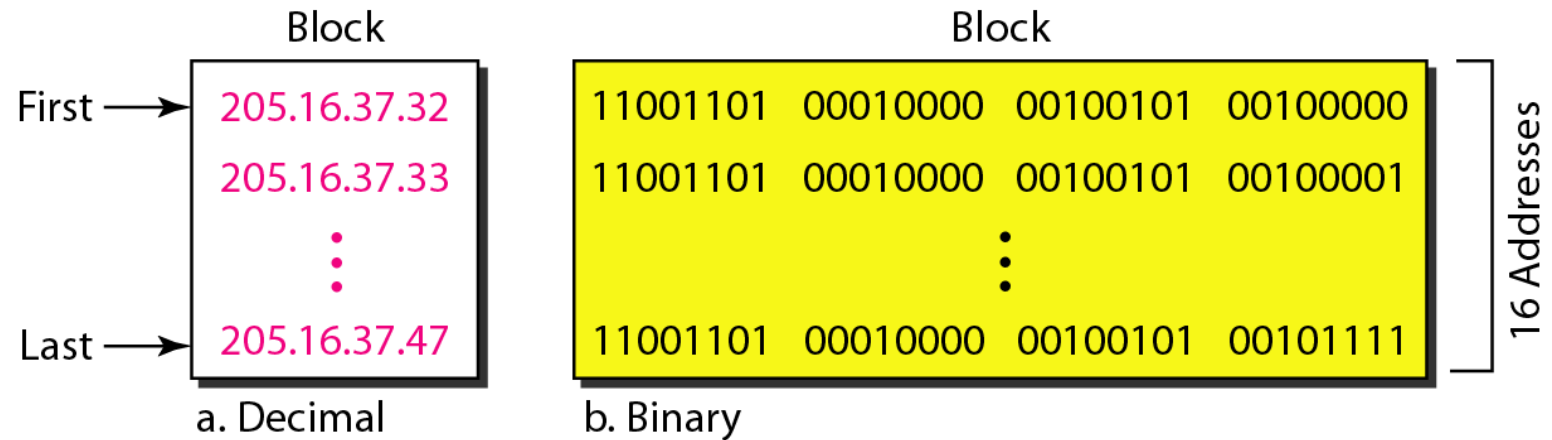 Block Block
First 205.16.37.32 11001101 00010000 00100101 00100000
205.16.37.33 11001101 00010000 00100101 00100001
Last 205.16.37.47 11001101 00010000 00100101 00101111
16 Addresses
a. Decimal b. Binary